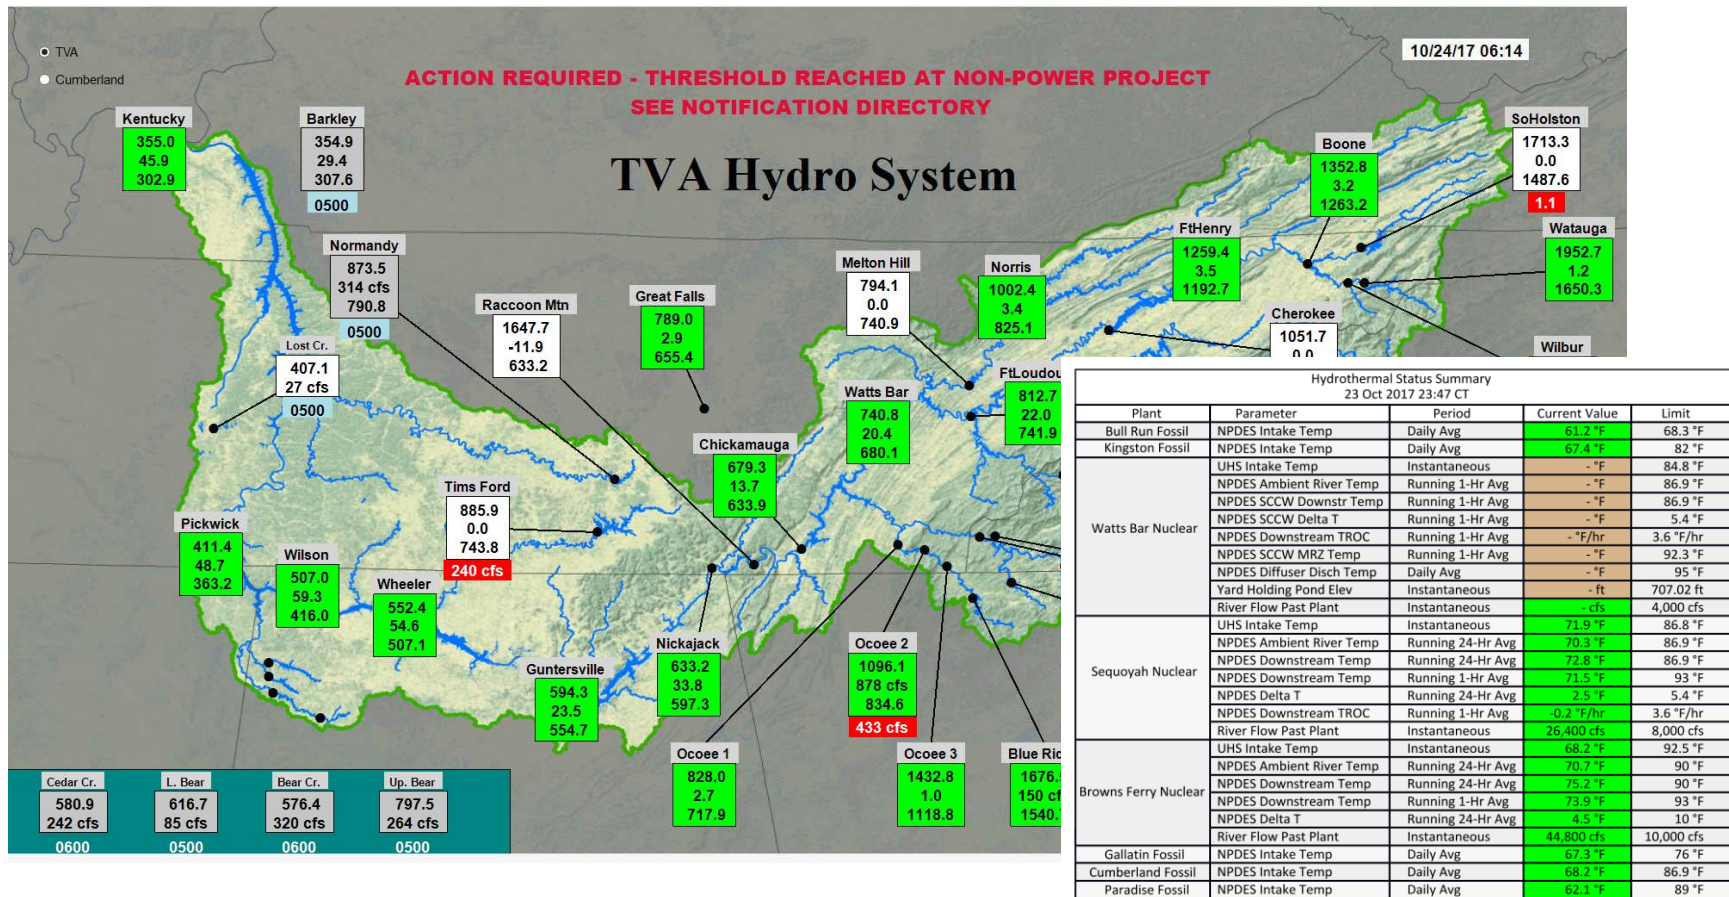 TVA
Cumberland
10/24/17 06:14
ACTION REQUIRED - THRESHOLD REACHED AT NON-POWER PROJECT
SEE NOTIFICATION DIRECTORY
TVA Hydro System
Kentucky
355.0
45.9
302.9
Barkley
354.9
29.4
307.6
0500
SoHolston
1713.3
0.0
1487.6
1.1
Boone
1352.8
3.2
1263.2
FtHenry
1259.4
3.5
1192.7
Watauga
1952.7
1.2
1650.3
Normandy
873.5
314 cfs
790.8
0500
Raccoon Mtn
1647.7
-11.9
633.2
Great Falls
789.0
2.9
655.4
Melton Hill
794.1
0.0
740.9
Norris
1002.4
3.4
825.1
Cherokee
1051.7
0.0
Wilbur
Lost Cr.
407.1
27 cfs
0500
Watts Bar
740.8
20.4
680.1
FtLoudou
812.7
22.0
741.9
Chickamauga
679.3
13.7
633.9
Tims Ford
885.9
0.0
743.8
240 cfs
Pickwick
411.4
48.7
363.2
Wilson
507.0
59.3
416.0
Wheeler
552.4
54.6
507.1
Guntersville
594.3
23.5
554.7
Nickajack
633.2
33.8
597.3
Ocoee 2
1096.1
878 cfs
834.6
433 cfs
Ocoee 1
828.0
2.7
717.9
Ocoee 3
1432.8
1.0
1118.8
Blue Rid
1676.
150 cf
1540.
Cedar Cr.
580.9
242 cfs
0600
L. Bear
616.7
85 cfs
0500
Bear Cr.
576.4
320 cfs
0600
Up. Bear
797.5
264 cfs
0500
Hydrothermal Status Summary
23 Oct 2017 23:47 CT
Plant Parameter Period Current Value Limit
Bull Run Fossil NPDES Intake Temp Daily Avg 61.2 °F 68.3 °F
Kingston Fossil NPDES Intake Temp Daily Avg 67.4 °F 82 °F
Watts Bar Nuclear
UHS Intake Temp Instantaneous - °F 84.8 °F
NPDES Ambient River Temp Running 1-Hr Avg - °F 86.9 °F
NPDES SCCW Downstr Temp Running 1-Hr Avg - °F 86.9 °F
NPDES SCCW Delta T Running 1-Hr Avg - °F 5.4 °F
NPDES Downstream TROC Running 1-Hr Avg - °F/hr 3.6 °F/hr
NPDES SCCW MRZ Temp Running 1-Hr Avg - °F 92.3 °F
NPDES Diffuser Disch Temp Daily Avg - °F 95 °F
Yard Holding Pond Elev Instantaneous - ft 707.02 ft
River Flow Past Plant Instantaneous - cfs 4,000 cfs
Sequoyah Nuclear
UHS Intake Temp Instantaneous 71.9 °F 86.8 °F
NPDES Ambient River Temp Running 24-Hr Avg 70.3 °F 86.9 °F
NPDES Downstream Temp Running 24-Hr Avg 72.8 °F 86.9 °F
NPDES Downstream Temp Running 1-Hr Avg 71.5 °F 93 °F
NPDES Delta T Running 24-Hr Avg 2.5 °F 5.4 °F
NPDES Downstream TROC Running 1-Hr Avg -0.2 °F/hr 3.6 °F/hr
River Flow Past Plant Instantaneous 26,400 cfs 8,000 cfs
Browns Ferry Nuclear
UHS Intake Temp Instantaneous 68.2 °F 92.5 °F
NPDES Ambient River Temp Running 24-Hr Avg 70.7 °F 90 °F
NPDES Downstream Temp Running 24-Hr Avg 75.2 °F 90 °F
NPDES Downstream Temp Running 1-Hr Avg 73.9 °F 93 °F
NPDES Delta T Running 24-Hr Avg 4.5 °F 10 °F
River Flow Past Plant Instantaneous 44,800 cfs 10,000 cfs
Gallatin Fossil NPDES Intake Temp Daily Avg 67.3 °F 76 °F
Cumberland Fossil NPDES Intake Temp Daily Avg 68.2 °F 86.9 °F
Paradise Fossil NPDES Intake Temp Daily Avg 62.1 °F 89 °F